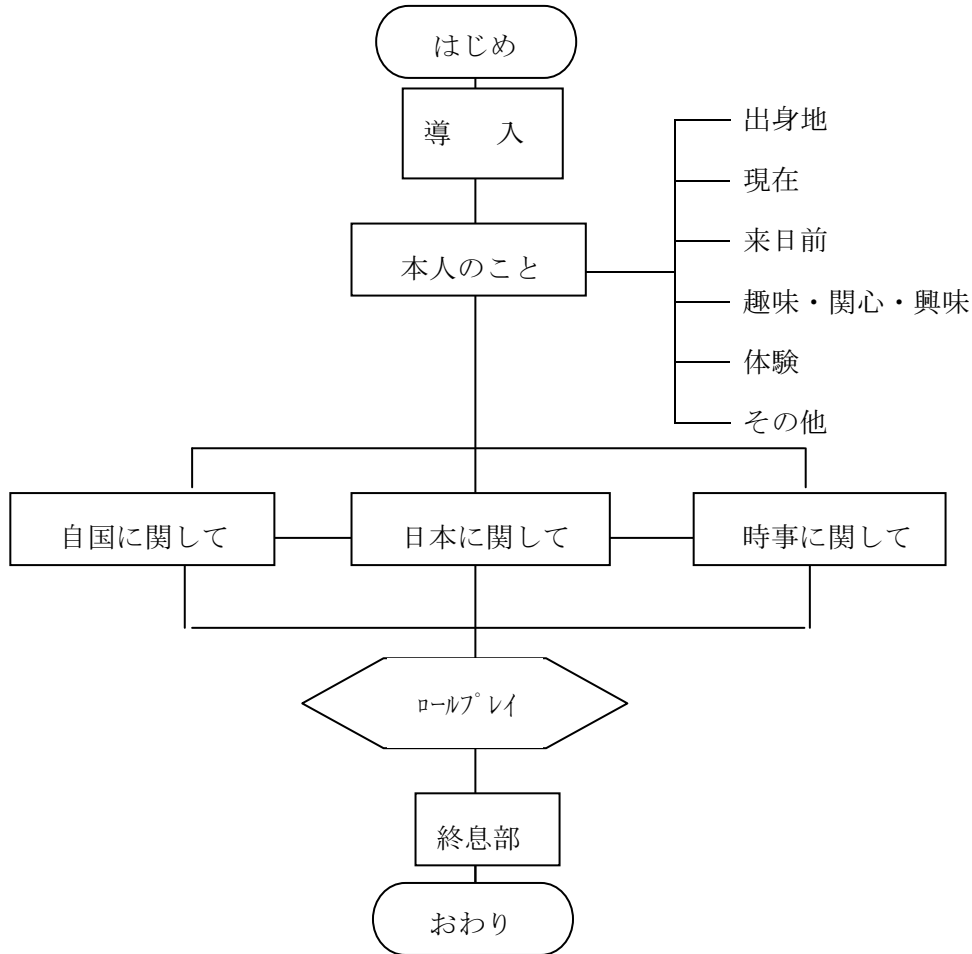 はじめ
導　入
出身地
現在
来日前
本人のこと
趣味・関心・興味
体験
その他
自国に関して
日本に関して
時事に関して
ﾛｰﾙﾌﾟﾚｲ
終息部
おわり